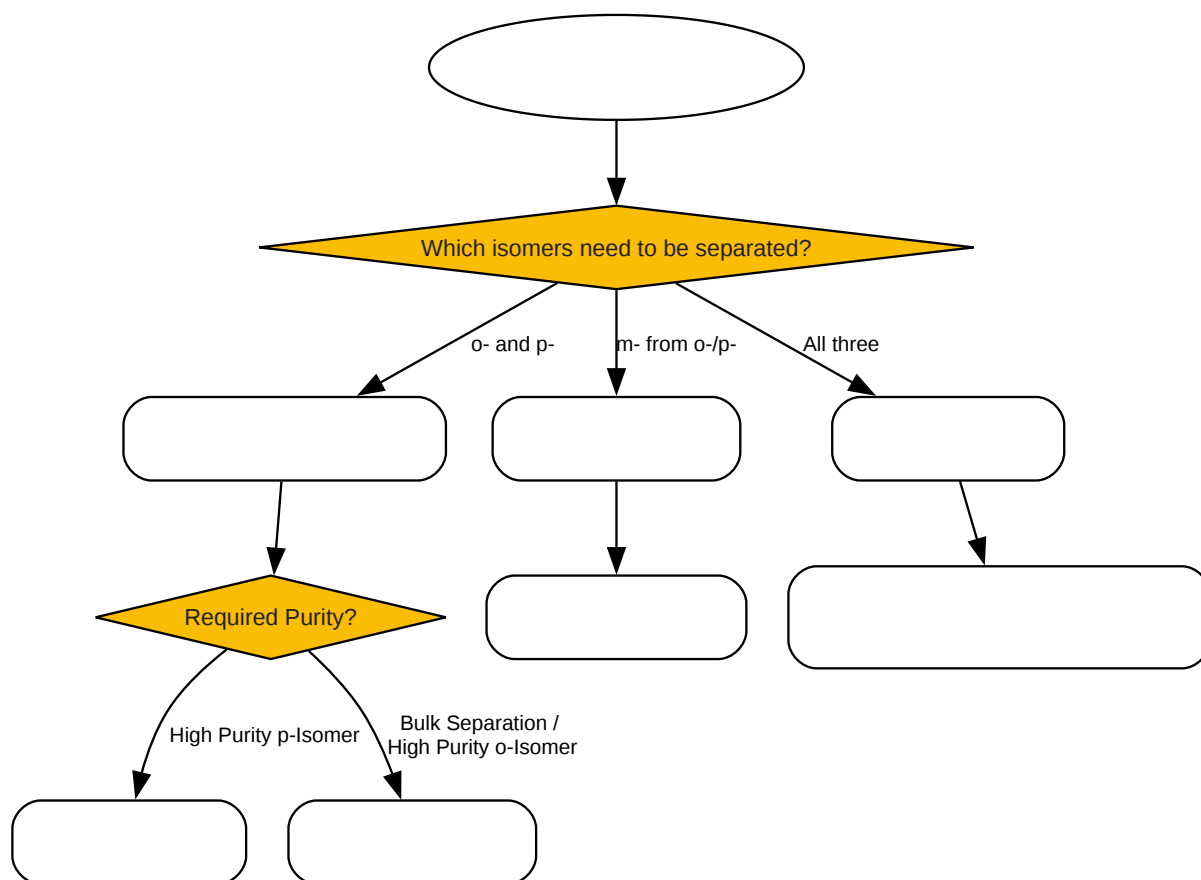 Which isomers need to be separated?
o- and p-
m- from o-/p-
All three
Required Purity?
High Purity p-Isomer
Bulk Separation /
High Purity o-Isomer